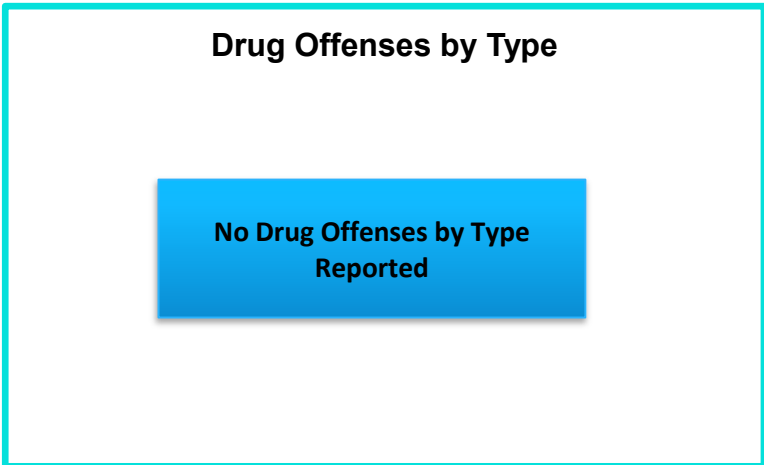 Drug Offenses by Type
No Drug Offenses by Type
Reported